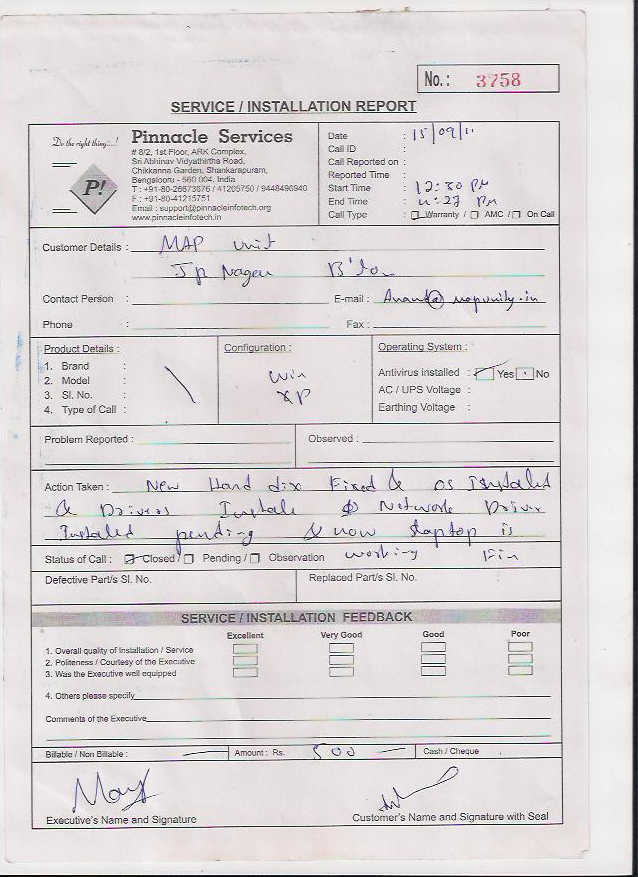 No.: 3758
SERVICE / INSTALLATION REPORT
Do the right thing....!
P!
Pinnacle Services
# 8/2, 1st Floor, ARK Complex,
Sri Abhinav Vidyathirtha Road,
Chikkanna Garden, Shankarapuram,
Bengalooru - 560 004. India
T : +91-80-26673676 / 41205750 / 9448496940
F : +91-80-41215751
Email : support@pinnacleinfotech.org
www.pinnacleinfotech.in
Date : 15/09/11
Call ID :
Call Reported on :
Reported Time :
Start Time : 12:30 PM
End Time : 4:27 PM
Call Type : Warranty / AMC / On Call
Customer Details : MAP unit
Jp Nagar B'lor
Contact Person :
E-mail : Anand@mapunity.in
Phone :
Fax :
Product Details :
1. Brand :
2. Model :
3. Sl. No. :
4. Type of Call :
Configuration :
Win
XP
Operating System :
Antivirus installed : Yes No
AC / UPS Voltage :
Earthing Voltage :
Problem Reported :
Observed :
Action Taken : New Hard dix Fixed & OS Instaled
& Drivers Instale Network Driver
Instaled pending & now laptop is
working Fin
Status of Call : Closed / Pending / Observation
Defective Part/s Sl. No.
Replaced Part/s Sl. No.
SERVICE / INSTALLATION FEEDBACK
Excellent Very Good Good Poor
1. Overall quality of Installation / Service
2. Politeness / Courtesy of the Executive
3. Was the Executive well equipped
4. Others please specify
Comments of the Executive
Billable / Non Billable :
Amount : Rs. 500
Cash / Cheque
Executive's Name and Signature
Customer's Name and Signature with Seal